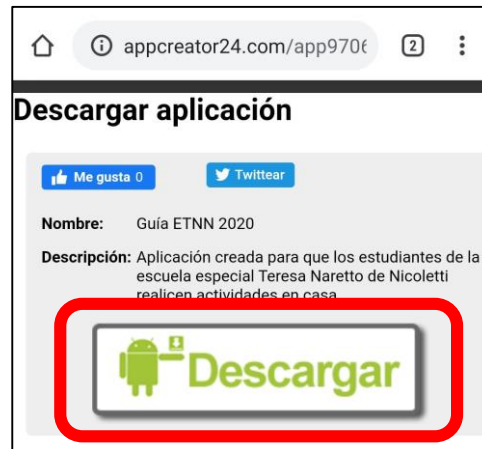 appcreator24.com/app9706
2
Descargar aplicación
Me gusta 0
Twittear
Nombre: Guía ETNN 2020
Descripción: Aplicación creada para que los estudiantes de la
escuela especial Teresa Naretto de Nicoletti
realicen actividades en casa
Descargar